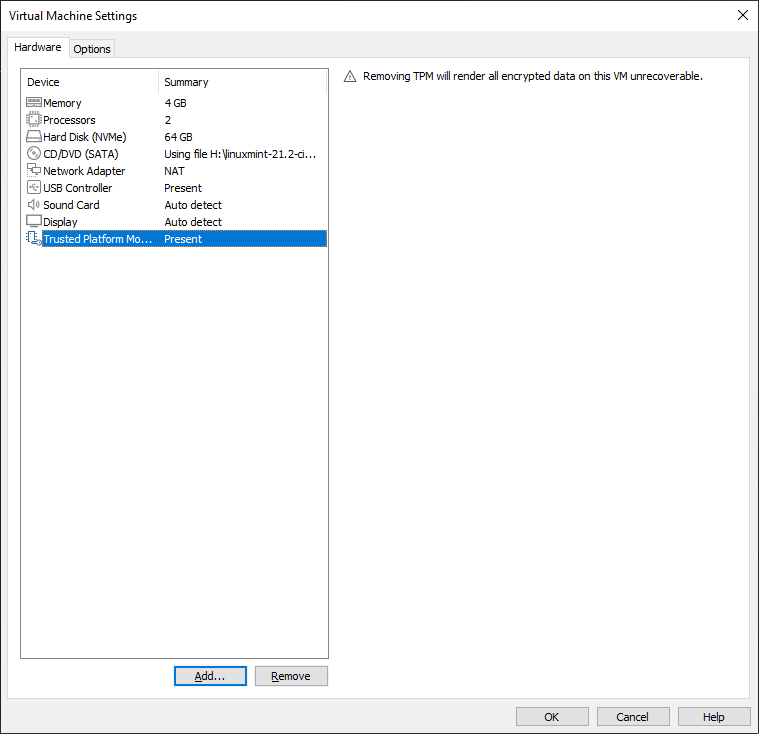 Virtual Machine Settings
Hardware
Options
Device Summary
Memory 4 GB
Processors 2
Hard Disk (NVMe) 64 GB
CD/DVD (SATA) Using file H:\linuxmint-21.2-ci...
Network Adapter NAT
USB Controller Present
Sound Card Auto detect
Display Auto detect
Trusted Platform Mo... Present
Removing TPM will render all encrypted data on this VM unrecoverable.
Add...
Remove
OK
Cancel
Help